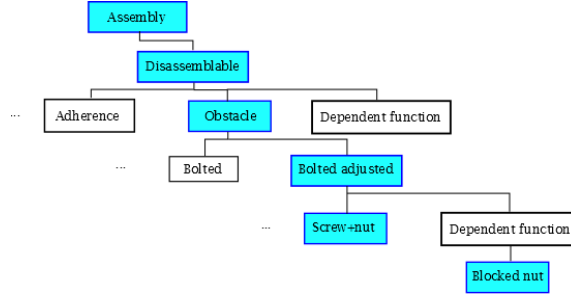 Assembly
Disassemblable
... Adherence Obstacle Dependent function
... Bolted Bolted adjusted
... Screw+nut Dependent function
Blocked nut